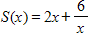 S(x) = 2x + 6/x